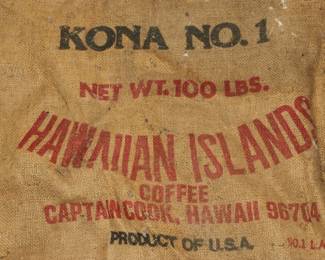 KONA NO. 1
NET WT. 100 LBS.
HAWAIIAN ISLANDS
COFFEE
CAPTAIN COOK, HAWAII 96704
PRODUCT OF U.S.A.